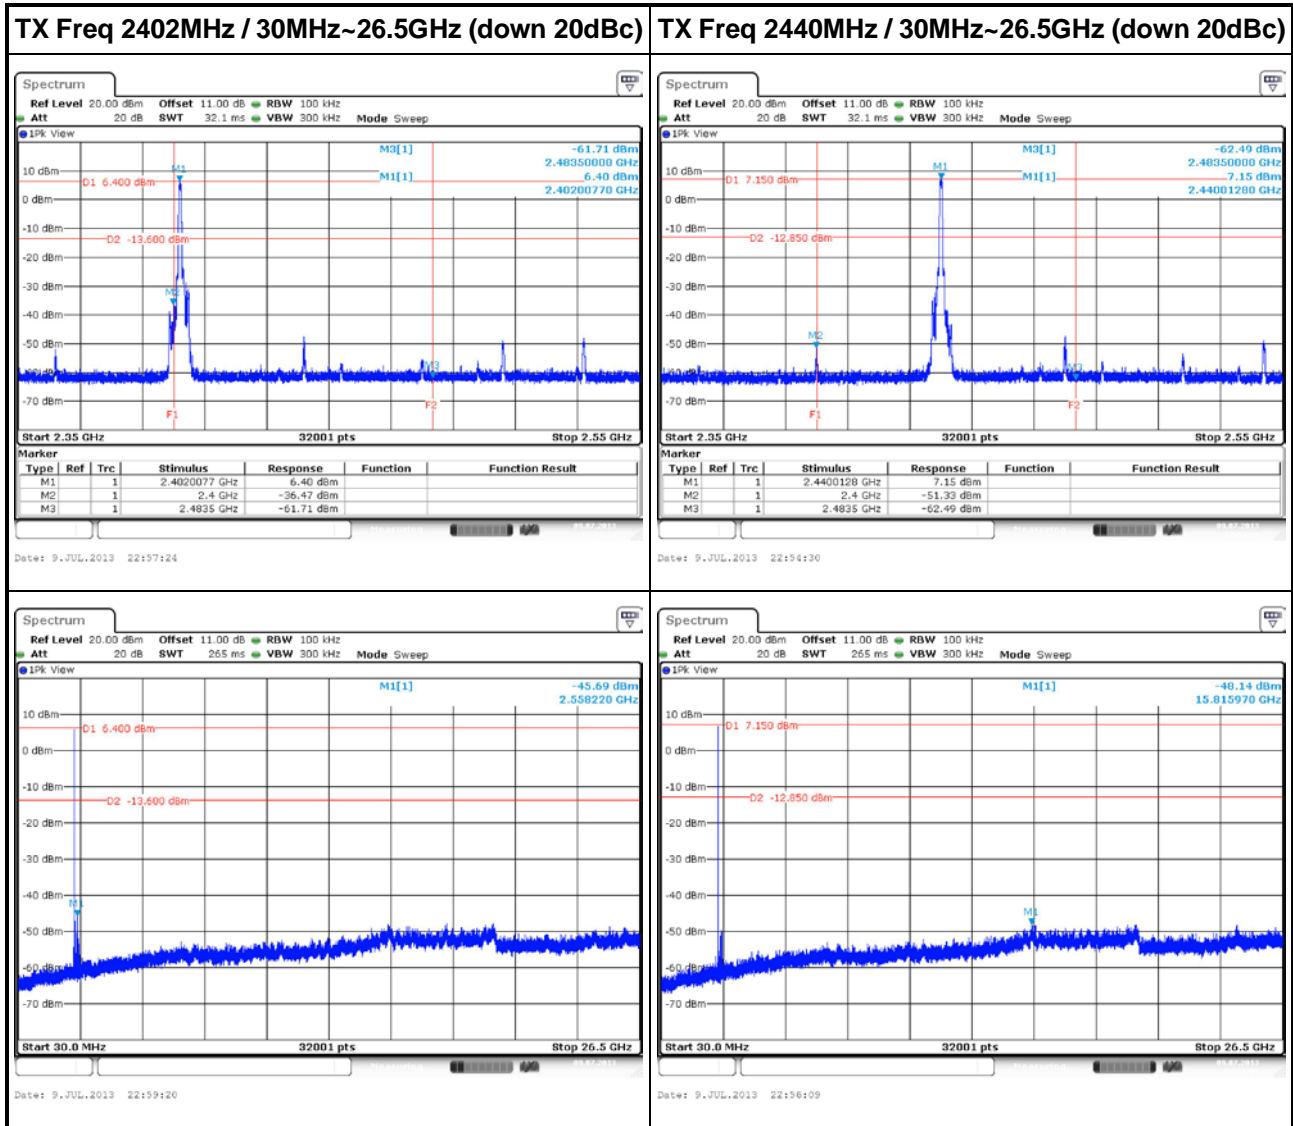 TX Freq 2402MHz / 30MHz~26.5GHz (down 20dBc)
TX Freq 2440MHz / 30MHz~26.5GHz (down 20dBc)
Spectrum
Ref Level 20.00 dBm Offset 11.00 dB RBW 100 kHz
Att 20 dB SWT 32.1 ms VBW 300 kHz Mode Sweep
1Pk View
M3[1] -61.71 dBm
2.48350000 GHz
M1[1] 6.40 dBm
2.40200770 GHz
M1
10 dBm
D1 6.400 dBm
0 dBm
-10 dBm
D2 -13.600 dBm
-20 dBm
-30 dBm
M2
-40 dBm
-50 dBm
M3
-60 dBm
-70 dBm
F1
F2
Start 2.35 GHz 32001 pts Stop 2.55 GHz
Marker
Type Ref Trc Stimulus Response Function Function Result
M1 1 2.4020077 GHz 6.40 dBm
M2 1 2.4 GHz -36.47 dBm
M3 1 2.4835 GHz -61.71 dBm
Date: 9.JUL.2013 22:57:24
Spectrum
Ref Level 20.00 dBm Offset 11.00 dB RBW 100 kHz
Att 20 dB SWT 32.1 ms VBW 300 kHz Mode Sweep
1Pk View
M3[1] -62.49 dBm
2.48350000 GHz
M1[1] 7.15 dBm
2.44001280 GHz
M1
10 dBm
D1 7.150 dBm
0 dBm
-10 dBm
D2 -12.850 dBm
-20 dBm
-30 dBm
-40 dBm
M2
-50 dBm
M3
-60 dBm
-70 dBm
F1
F2
Start 2.35 GHz 32001 pts Stop 2.55 GHz
Marker
Type Ref Trc Stimulus Response Function Function Result
M1 1 2.4400128 GHz 7.15 dBm
M2 1 2.4 GHz -51.33 dBm
M3 1 2.4835 GHz -62.49 dBm
Date: 9.JUL.2013 22:54:30
Spectrum
Ref Level 20.00 dBm Offset 11.00 dB RBW 100 kHz
Att 20 dB SWT 265 ms VBW 300 kHz Mode Sweep
1Pk View
M1[1] -45.69 dBm
2.558220 GHz
10 dBm
D1 6.400 dBm
0 dBm
-10 dBm
D2 -13.600 dBm
-20 dBm
-30 dBm
-40 dBm
M1
-50 dBm
-60 dBm
-70 dBm
Start 30.0 MHz 32001 pts Stop 26.5 GHz
Date: 9.JUL.2013 22:59:20
Spectrum
Ref Level 20.00 dBm Offset 11.00 dB RBW 100 kHz
Att 20 dB SWT 265 ms VBW 300 kHz Mode Sweep
1Pk View
M1[1] -48.14 dBm
15.815970 GHz
10 dBm
D1 7.150 dBm
0 dBm
-10 dBm
D2 -12.850 dBm
-20 dBm
-30 dBm
-40 dBm
M1
-50 dBm
-60 dBm
-70 dBm
Start 30.0 MHz 32001 pts Stop 26.5 GHz
Date: 9.JUL.2013 22:56:09